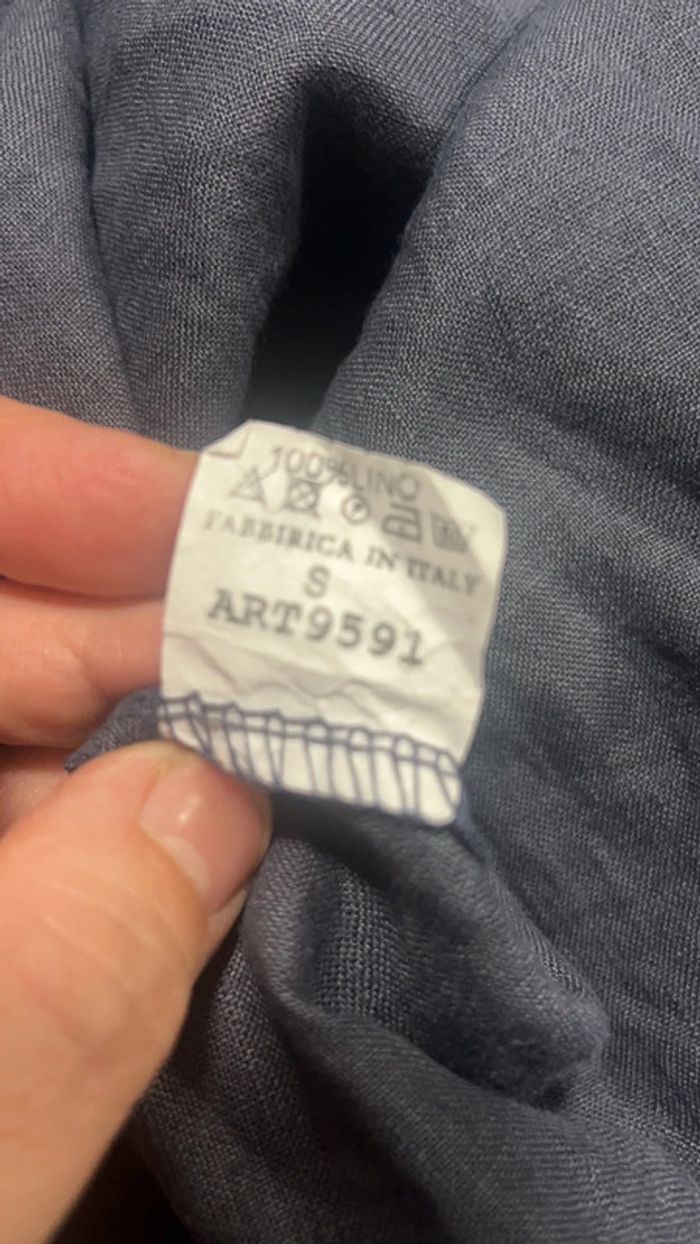 100%LINO
FABBIRICA IN ITALY
S
ART9591